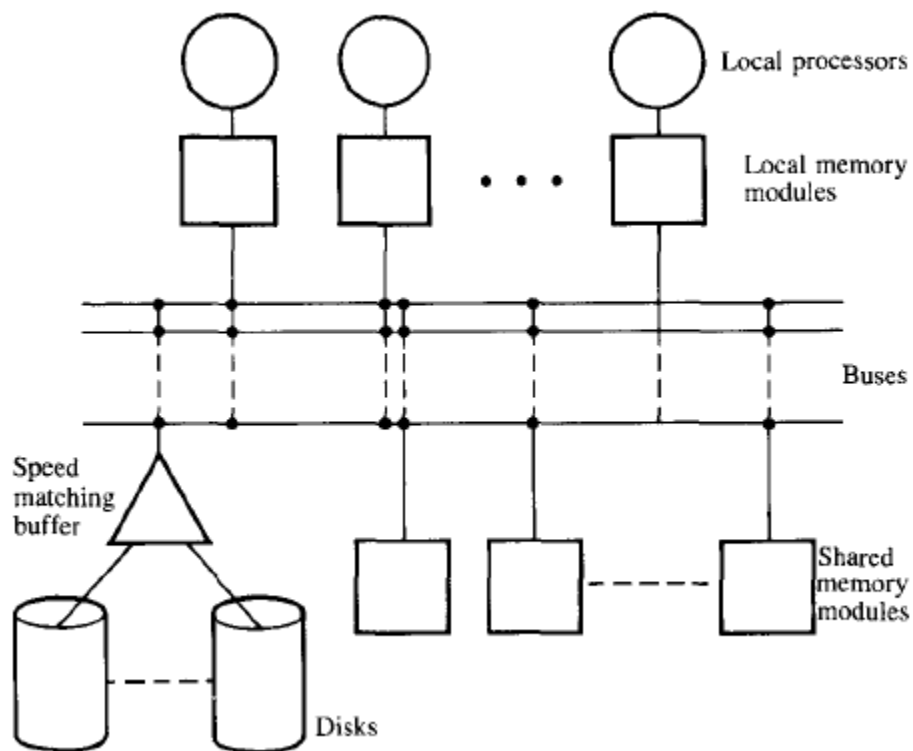 Local processors
Local memory
modules
Buses
Speed
matching
buffer
Shared
memory
modules
Disks